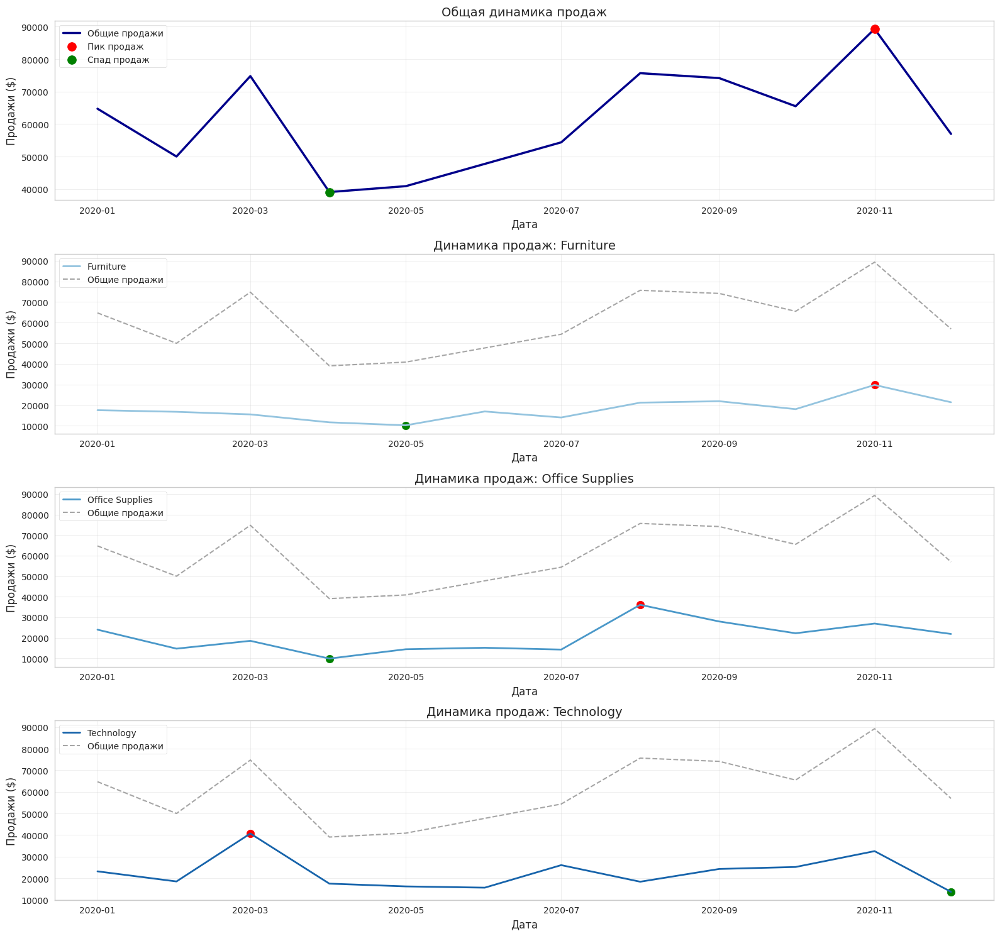 Общая динамика продаж
Продажи ($)
90000
80000
70000
60000
50000
40000
Общие продажи
Пик продаж
Спад продаж
2020-01 2020-03 2020-05 2020-07 2020-09 2020-11
Дата
Динамика продаж: Furniture
Продажи ($)
90000
80000
70000
60000
50000
40000
30000
20000
10000
Furniture
Общие продажи
2020-01 2020-03 2020-05 2020-07 2020-09 2020-11
Дата
Динамика продаж: Office Supplies
Продажи ($)
90000
80000
70000
60000
50000
40000
30000
20000
10000
Office Supplies
Общие продажи
2020-01 2020-03 2020-05 2020-07 2020-09 2020-11
Дата
Динамика продаж: Technology
Продажи ($)
90000
80000
70000
60000
50000
40000
30000
20000
10000
Technology
Общие продажи
2020-01 2020-03 2020-05 2020-07 2020-09 2020-11
Дата